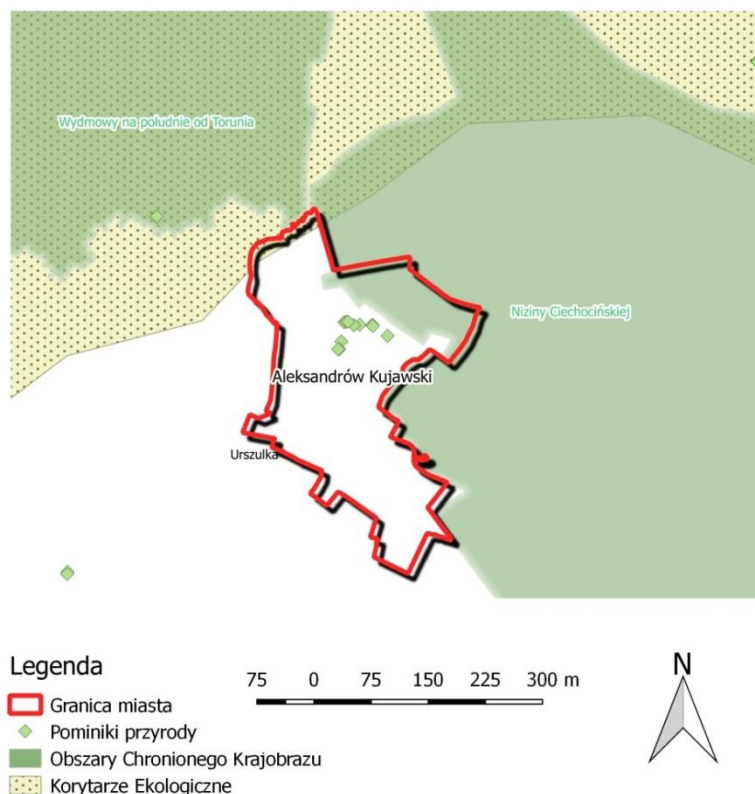 Wydmowy na południe od Torunia
Niziny Ciechocińskiej
Aleksandrów Kujawski
Urszulka
Legenda
Granica miasta
Pominiki przyrody
Obszary Chronionego Krajobrazu
Korytarze Ekologiczne
75 0 75 150 225 300 m
N